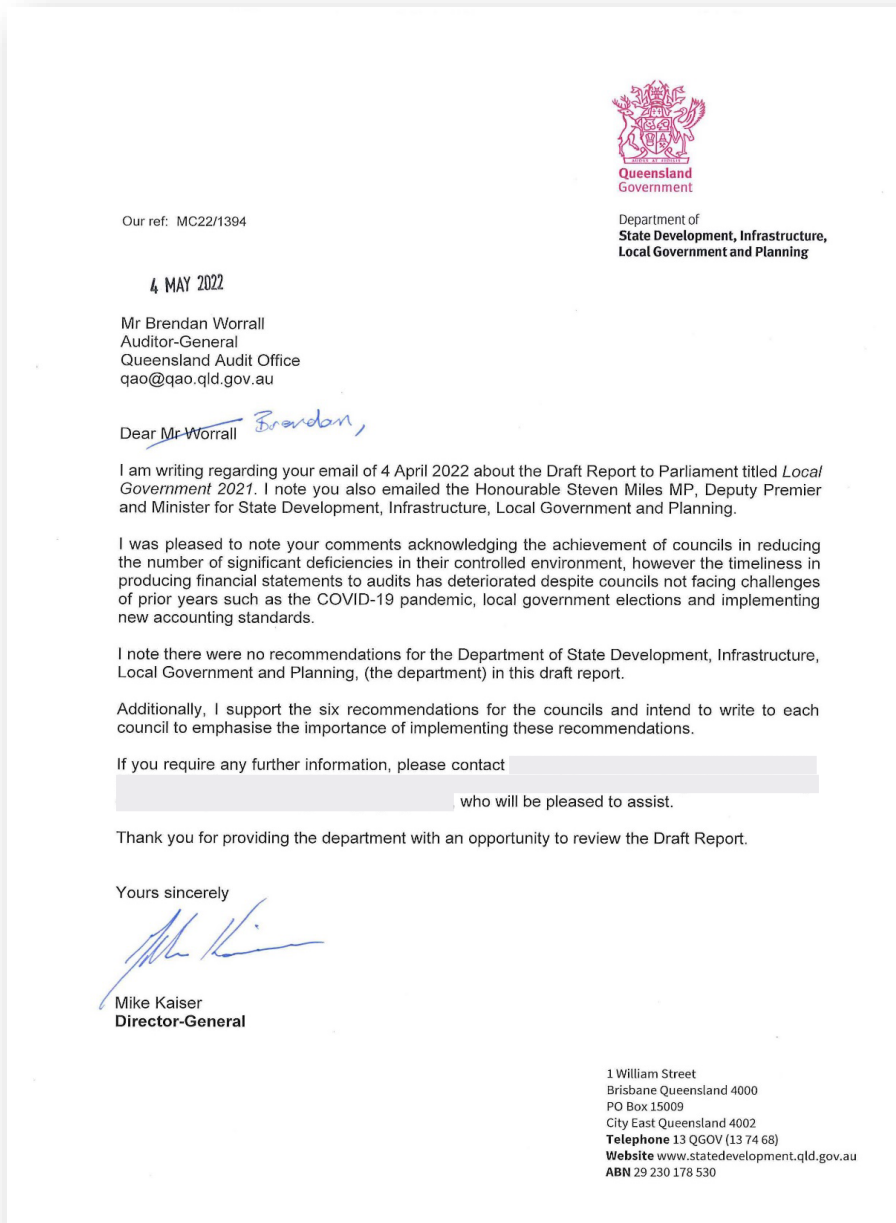 Queensland
Government
Our ref: MC22/1394
Department of
State Development, Infrastructure,
Local Government and Planning
4 MAY 2022
Mr Brendan Worrall
Auditor-General
Queensland Audit Office
qao@qao.qld.gov.au
Dear Mr Worrall Brendan,
I am writing regarding your email of 4 April 2022 about the Draft Report to Parliament titled Local
Government 2021. I note you also emailed the Honourable Steven Miles MP, Deputy Premier
and Minister for State Development, Infrastructure, Local Government and Planning.
I was pleased to note your comments acknowledging the achievement of councils in reducing
the number of significant deficiencies in their controlled environment, however the timeliness in
producing financial statements to audits has deteriorated despite councils not facing challenges
of prior years such as the COVID-19 pandemic, local government elections and implementing
new accounting standards.
I note there were no recommendations for the Department of State Development, Infrastructure,
Local Government and Planning, (the department) in this draft report.
Additionally, I support the six recommendations for the councils and intend to write to each
council to emphasise the importance of implementing these recommendations.
If you require any further information, please contact
who will be pleased to assist.
Thank you for providing the department with an opportunity to review the Draft Report.
Yours sincerely
Mike Kaiser
Director-General
1 William Street
Brisbane Queensland 4000
PO Box 15009
City East Queensland 4002
Telephone 13 QGOV (13 74 68)
Website www.statedevelopment.qld.gov.au
ABN 29 230 178 530